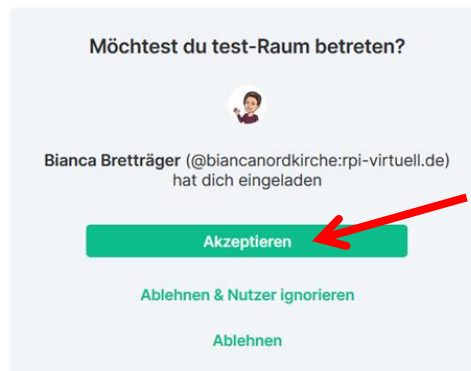 Möchtest du test-Raum betreten?
Bianca Bretträger (@biancanordkirche:rpi-virtuell.de)
hat dich eingeladen
Akzeptieren
Ablehnen & Nutzer ignorieren
Ablehnen